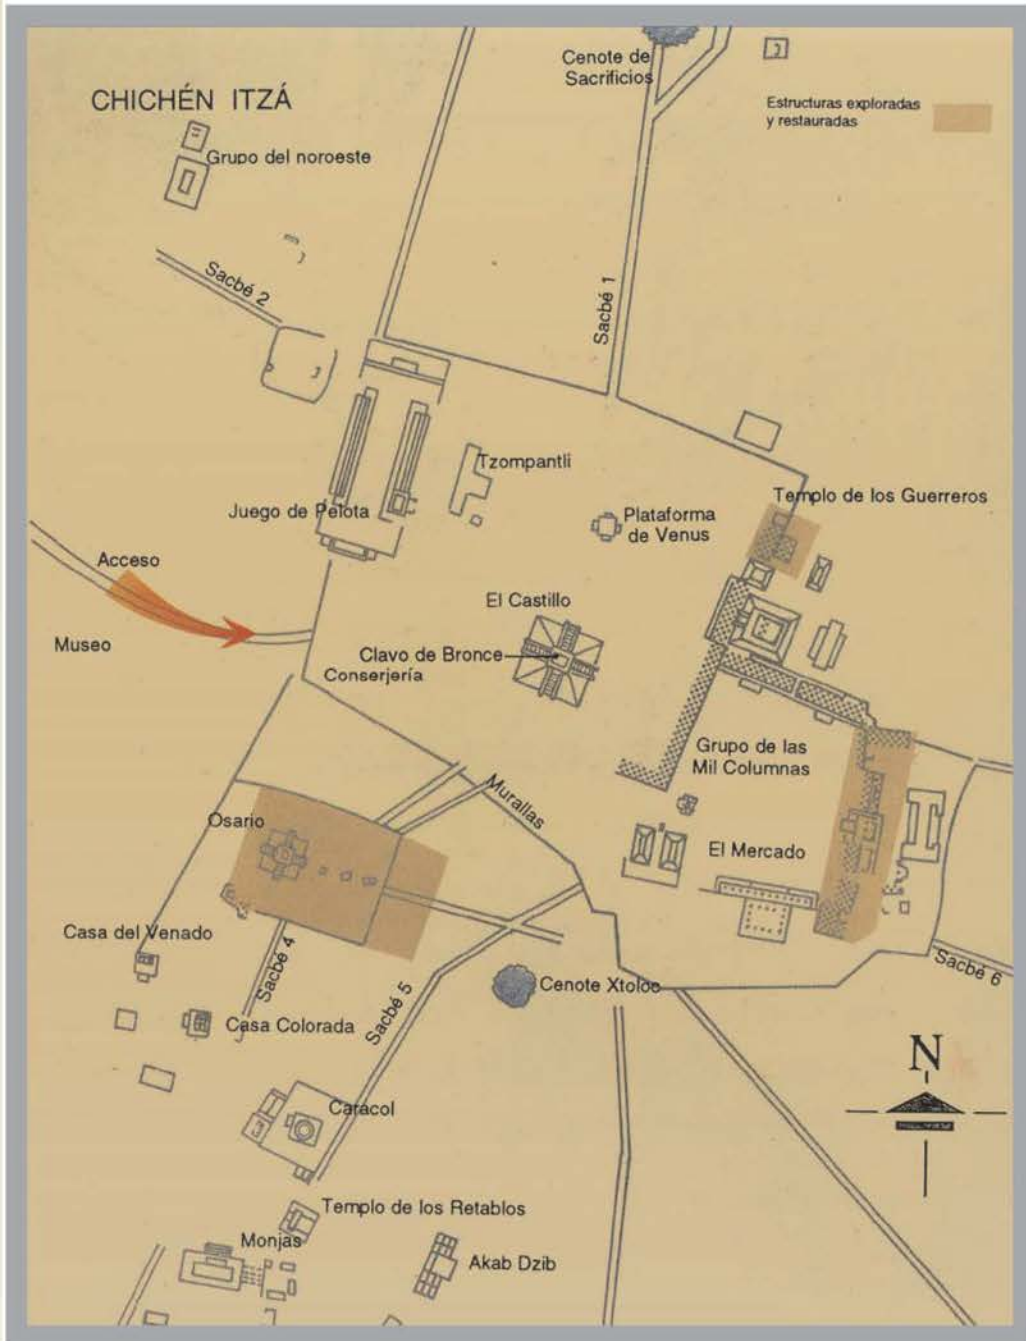 Cenote de
Sacrificios
CHICHÉN ITZÁ
Estructuras exploradas
y restauradas
Grupo del noroeste
Sacbé 2
Sacbé 1
Tzompantli
Juego de Pelota
Templo de los Guerreros
Plataforma
de Venus
Acceso
El Castillo
Museo
Clavo de Bronce
Conserjería
Grupo de las
Mil Columnas
Murallas
Osario
El Mercado
Casa del Venado
Sacbé 4
Sacbé 5
Cenote Xtoloc
Sacbé 6
Casa Colorada
N
Caracol
Templo de los Retablos
Monjas
Akab Dzib